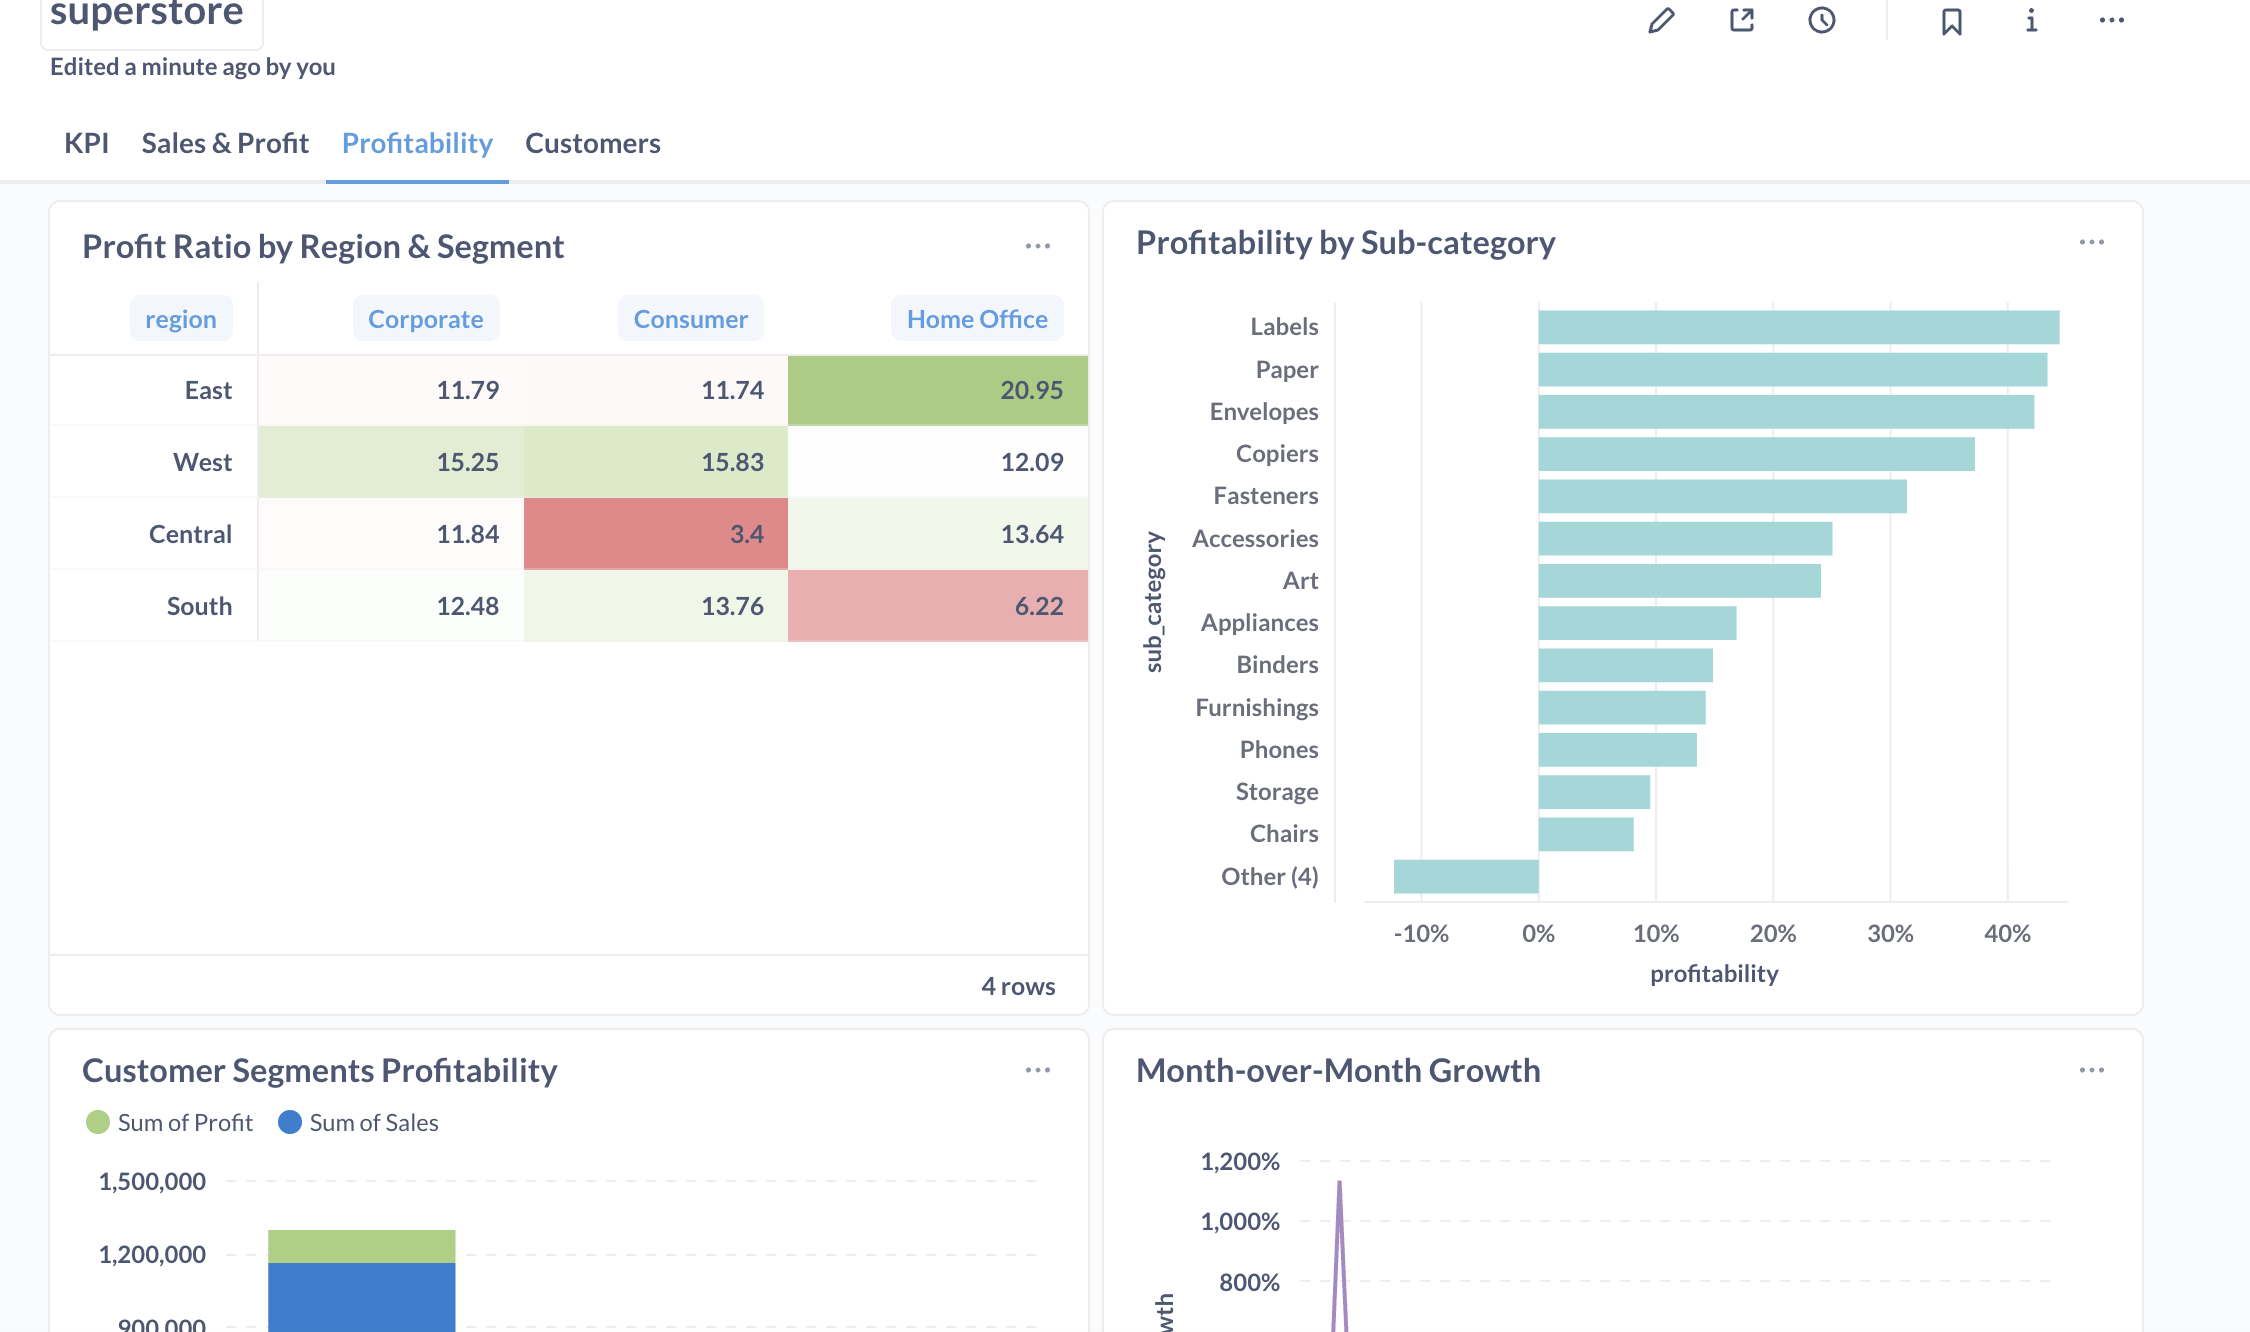 superstore
Edited a minute ago by you
KPI Sales & Profit Profitability Customers
Profit Ratio by Region & Segment
region Corporate Consumer Home Office
East 11.79 11.74 20.95
West 15.25 15.83 12.09
Central 11.84 3.4 13.64
South 12.48 13.76 6.22
4 rows
Profitability by Sub-category
sub_category
Labels
Paper
Envelopes
Copiers
Fasteners
Accessories
Art
Appliances
Binders
Furnishings
Phones
Storage
Chairs
Other (4)
-10% 0% 10% 20% 30% 40%
profitability
Customer Segments Profitability
Sum of Profit Sum of Sales
1,500,000
1,200,000
900,000
Month-over-Month Growth
1,200%
1,000%
800%